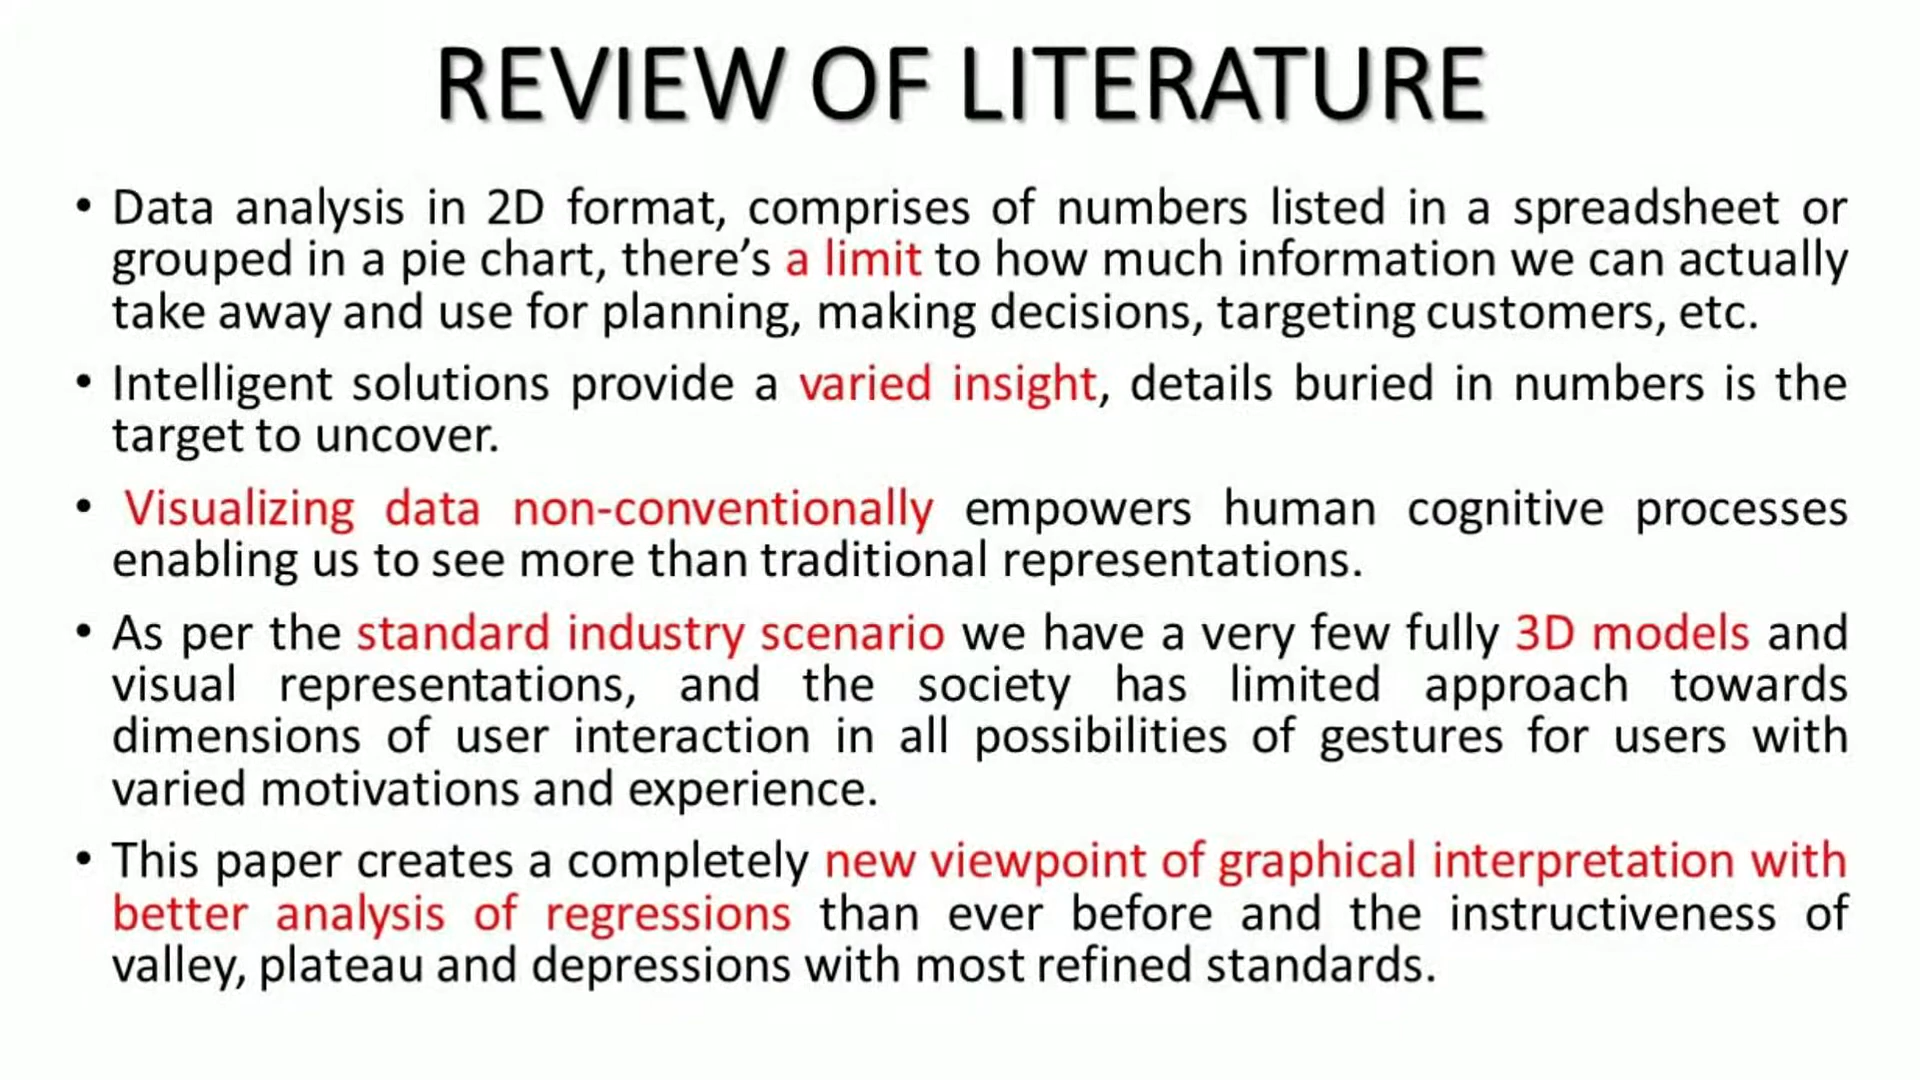 REVIEW OF LITERATURE
• Data analysis in 2D format, comprises of numbers listed in a spreadsheet or
grouped in a pie chart, there’s a limit to how much information we can actually
take away and use for planning, making decisions, targeting customers, etc.
• Intelligent solutions provide a varied insight, details buried in numbers is the
target to uncover.
• Visualizing data non-conventionally empowers human cognitive processes
enabling us to see more than traditional representations.
• As per the standard industry scenario we have a very few fully 3D models and
visual representations, and the society has limited approach towards
dimensions of user interaction in all possibilities of gestures for users with
varied motivations and experience.
• This paper creates a completely new viewpoint of graphical interpretation with
better analysis of regressions than ever before and the instructiveness of
valley, plateau and depressions with most refined standards.